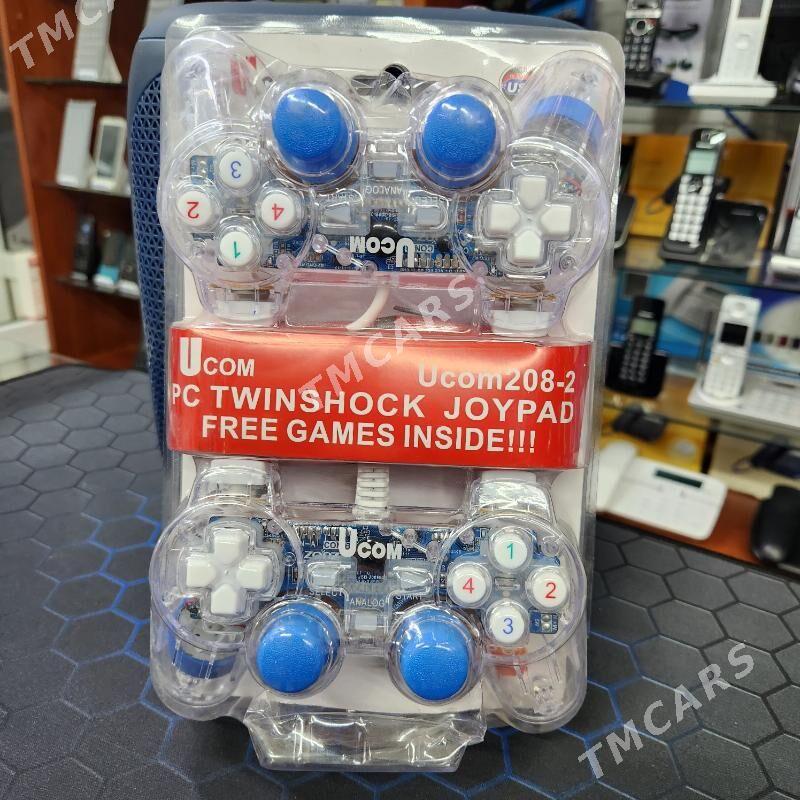 TMCARS
3
2
4
1
ANALOG
UCOM
TMCARS
UCOM
Ucom208-2
PC TWINSHOCK JOYPAD
FREE GAMES INSIDE!!!
UCOM
SELECT
ANALOG
START
1
4
2
3
TMCARS